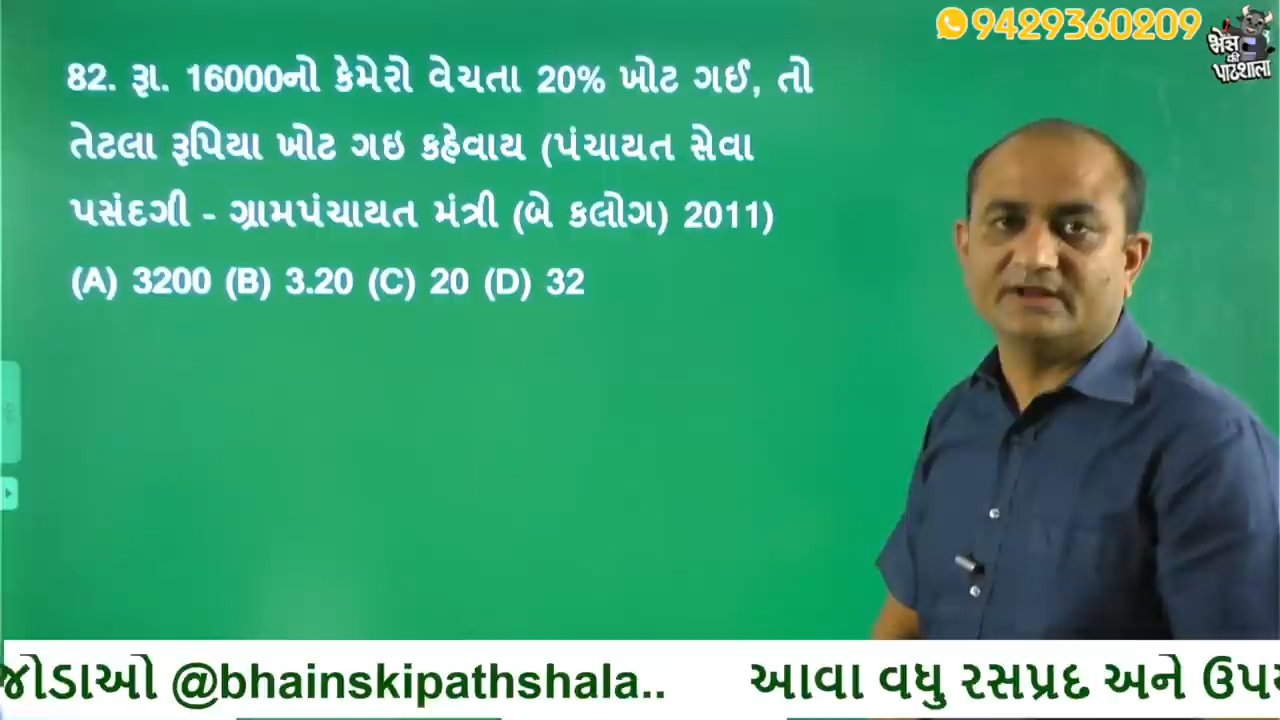 9429360209
भैंस
की
પાઠશાલા
82. રૂા. 16000નો કેમેરો વેચતા 20% ખોટ ગઈ, તો
તેટલા રૂપિયા ખોટ ગઇ કહેવાય (પંચાયત સેવા
પસંદગી - ગ્રામપંચાયત મંત્રી (બે કલોગ) 2011)
(A) 3200 (B) 3.20 (C) 20 (D) 32
જોડાઓ @bhainskipathshala.. આવા વધુ રસપ્રદ અને